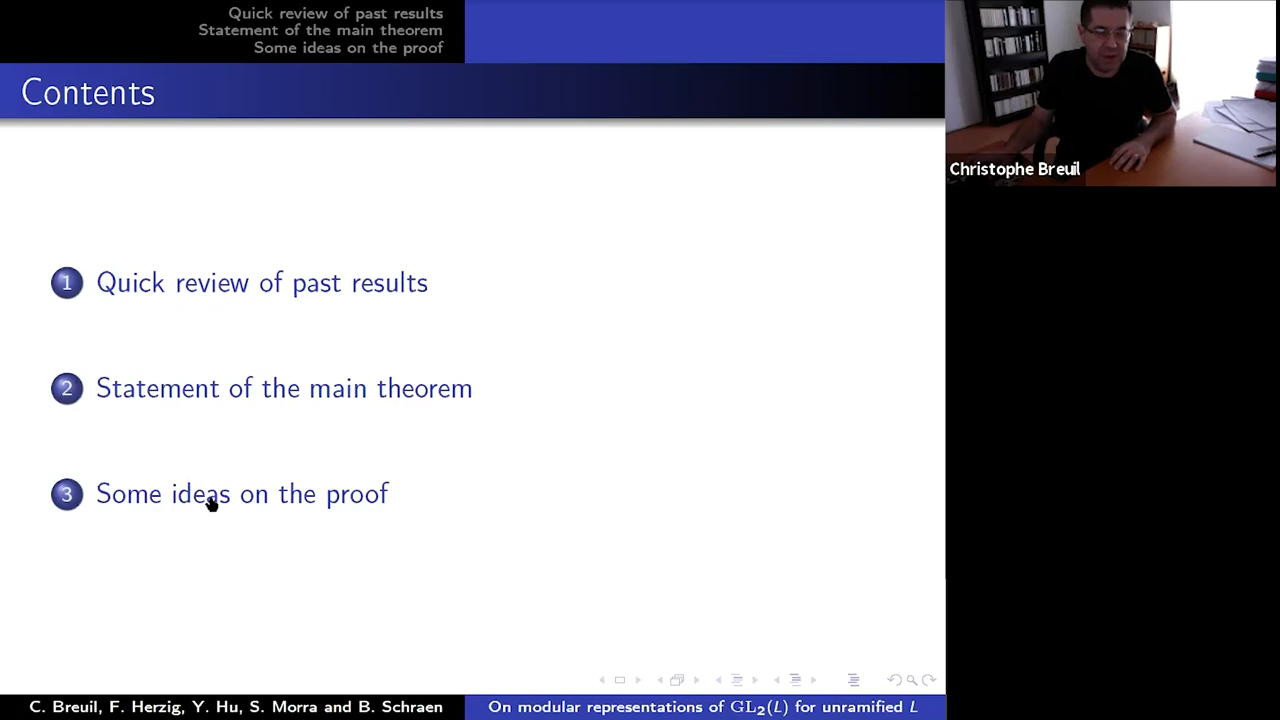 Quick review of past results
Statement of the main theorem
Some ideas on the proof
Contents
1 Quick review of past results
2 Statement of the main theorem
3 Some ideas on the proof
Christophe Breuil
C. Breuil, F. Herzig, Y. Hu, S. Morra and B. Schraen
On modular representations of GL₂(L) for unramified L